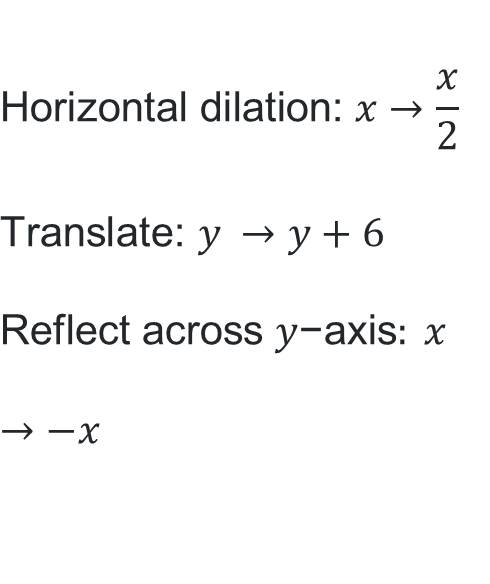 Horizontal dilation: x → x/2
Translate: y → y + 6
Reflect across y−axis: x
→ −x